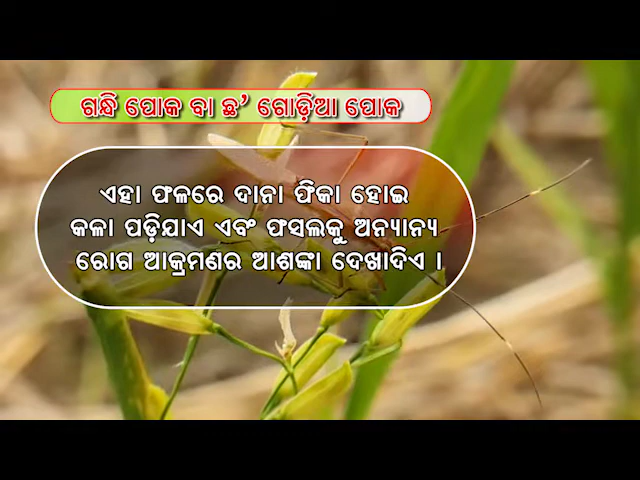 ଗନ୍ଧି ପୋକ ବା ଛ’ ଗୋଡ଼ିଆ ପୋକ
ଏହା ଫଳରେ ଦାନା ଫିକା ହୋଇ
କଳା ପଡ଼ିଯାଏ ଏବଂ ଫସଲକୁ ଅନ୍ୟାନ୍ୟ
ରୋଗ ଆକ୍ରମଣର ଆଶଙ୍କା ଦେଖାଦିଏ ।